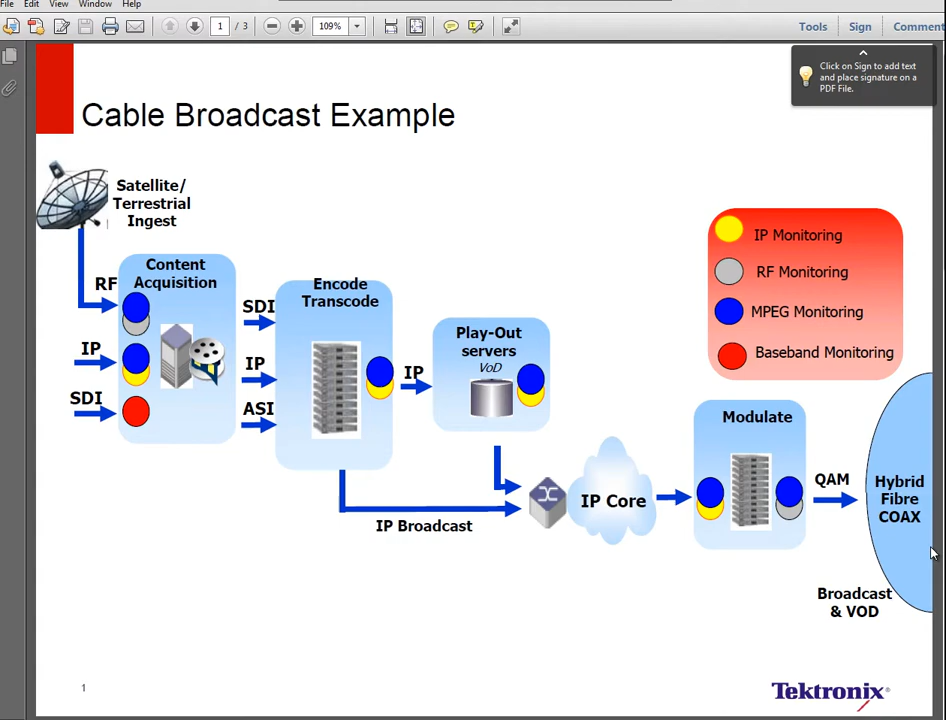 File Edit View Window Help
1 / 3 109% Tools Sign Comment
Click on Sign to add text
and place signature on a
PDF File.
Cable Broadcast Example
Satellite/
Terrestrial
Ingest
Content
Acquisition
RF
IP
SDI
SDI
IP
ASI
Encode
Transcode
IP
Play-Out
servers
VoD
IP Broadcast
IP Core
IP Monitoring
RF Monitoring
MPEG Monitoring
Baseband Monitoring
Modulate
QAM
Hybrid
Fibre
COAX
Broadcast
& VOD
1
Tektronix®